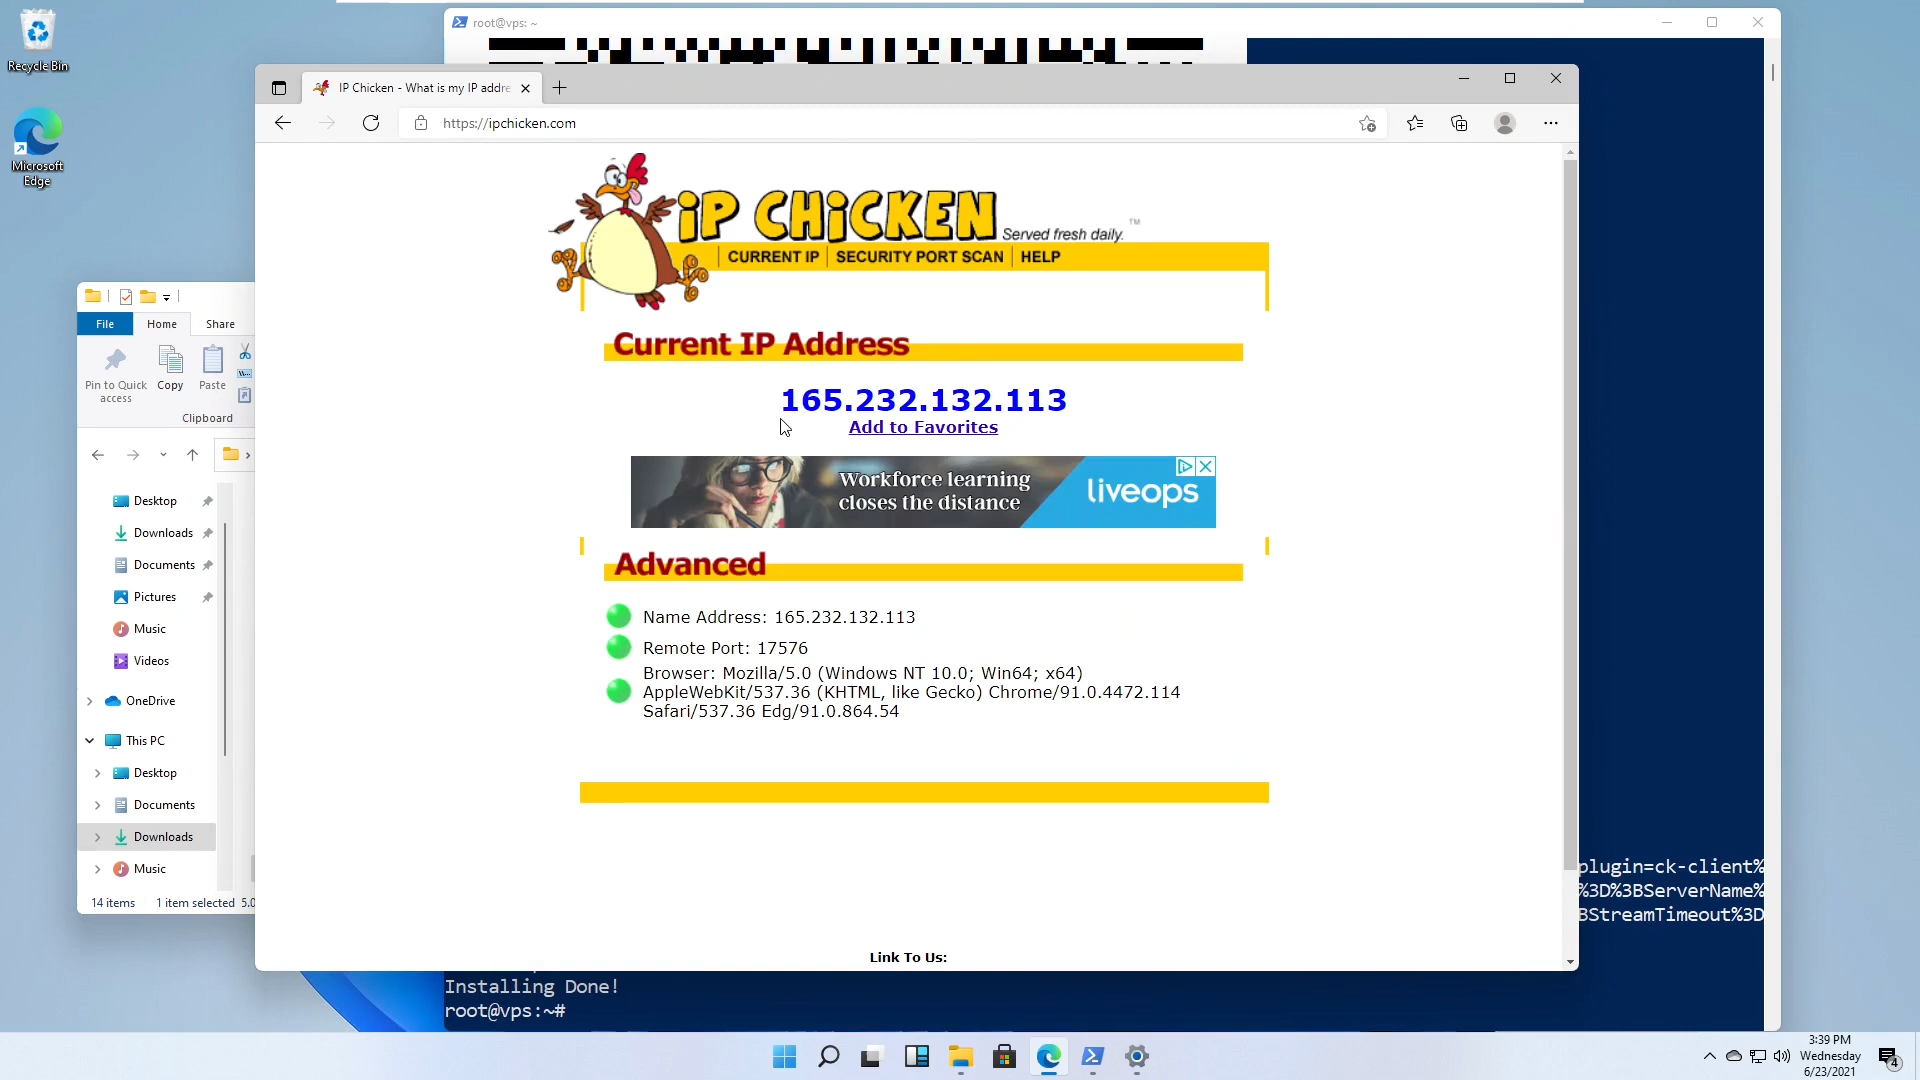 Recycle Bin
Microsoft
Edge
root@vps: ~
IP Chicken - What is my IP addre
https://ipchicken.com
iP CHiCKEN
Served fresh daily.
TM
CURRENT IP
SECURITY PORT SCAN
HELP
File
Home
Share
Pin to Quick
access
Copy
Paste
Clipboard
Current IP Address
165.232.132.113
Add to Favorites
Workforce learning
closes the distance
liveops
Advanced
Name Address: 165.232.132.113
Remote Port: 17576
Browser: Mozilla/5.0 (Windows NT 10.0; Win64; x64)
AppleWebKit/537.36 (KHTML, like Gecko) Chrome/91.0.4472.114
Safari/537.36 Edg/91.0.864.54
Link To Us:
Desktop
Downloads
Documents
Pictures
Music
Videos
OneDrive
This PC
Desktop
Documents
Downloads
Music
14 items
1 item selected
5.0
plugin=ck-client%
%3D%3BServerName%
BStreamTimeout%3D
Installing Done!
root@vps:~#
3:39 PM
Wednesday
6/23/2021
4